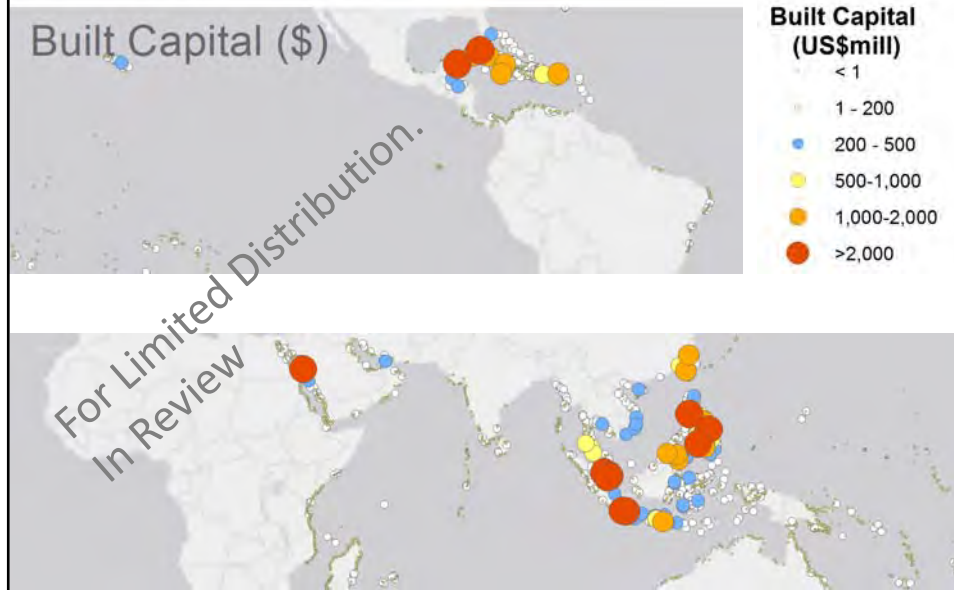 Built Capital ($)
Built Capital
(US$mill)
< 1
1 - 200
200 - 500
500-1,000
1,000-2,000
>2,000
For Limited Distribution.
In Review